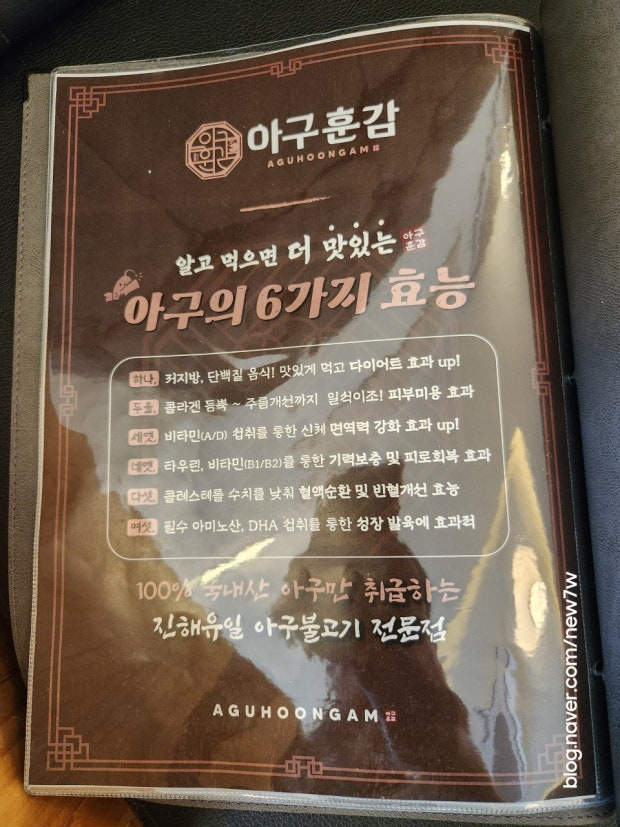 아구훈감
AGUHOONGAM
알고 먹으면 더 맛있는 아구훈감
아구의 6가지 효능
하나, 저지방, 단백질 음식! 맛있게 먹고 다이어트 효과 up!
두울, 콜라겐 듬뿍 ~ 주름개선까지 일석이조! 피부미용 효과
세엣, 비타민(A/D) 섭취를 통한 신체 면역력 강화 효과 up!
네엣, 타우린, 비타민(B1/B2)를 통한 기력보충 및 피로회복 효과
다섯, 콜레스테롤 수치를 낮춰 혈액순환 및 빈혈개선 효능
여섯, 필수 아미노산, DHA 섭취를 통한 성장 발육에 효과적
100% 국내산 아구만 취급하는
진해유일 아구불고기 전문점
AGUHOONGAM
blog.naver.com/new7w